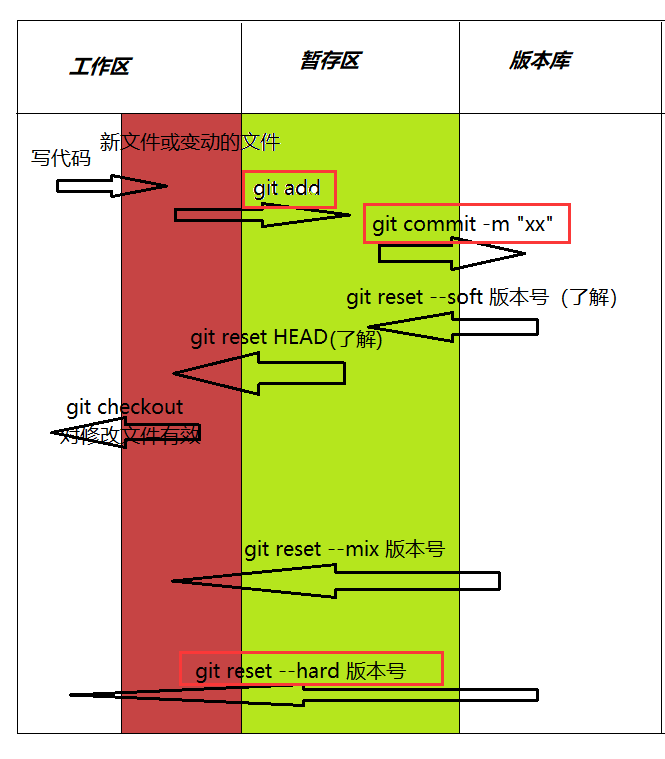 工作区
暂存区
版本库
新文件或变动的文件
写代码
git add
git commit -m "xx"
git reset --soft 版本号（了解）
git reset HEAD(了解)
git checkout
对修改文件有效
git reset --mix 版本号
git reset --hard 版本号